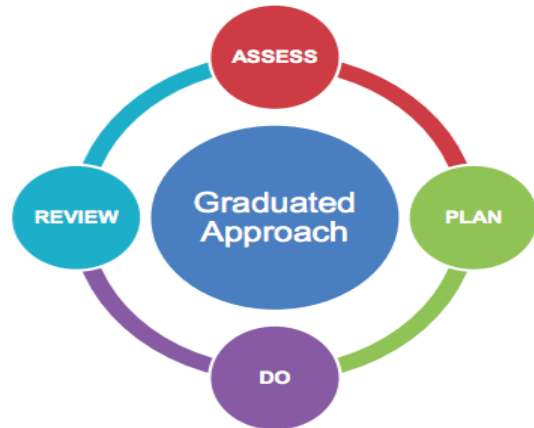 ASSESS
REVIEW
Graduated
Approach
PLAN
DO